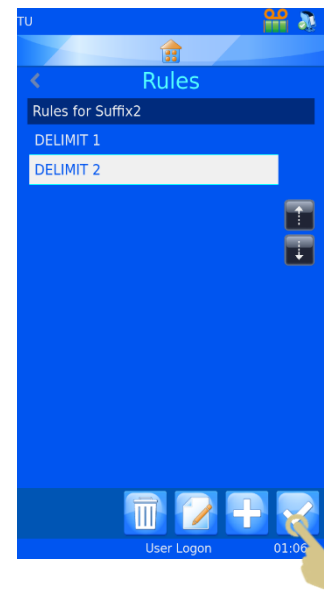 TU
Rules
Rules for Suffix2
DELIMIT 1
DELIMIT 2
User Logon 01:06